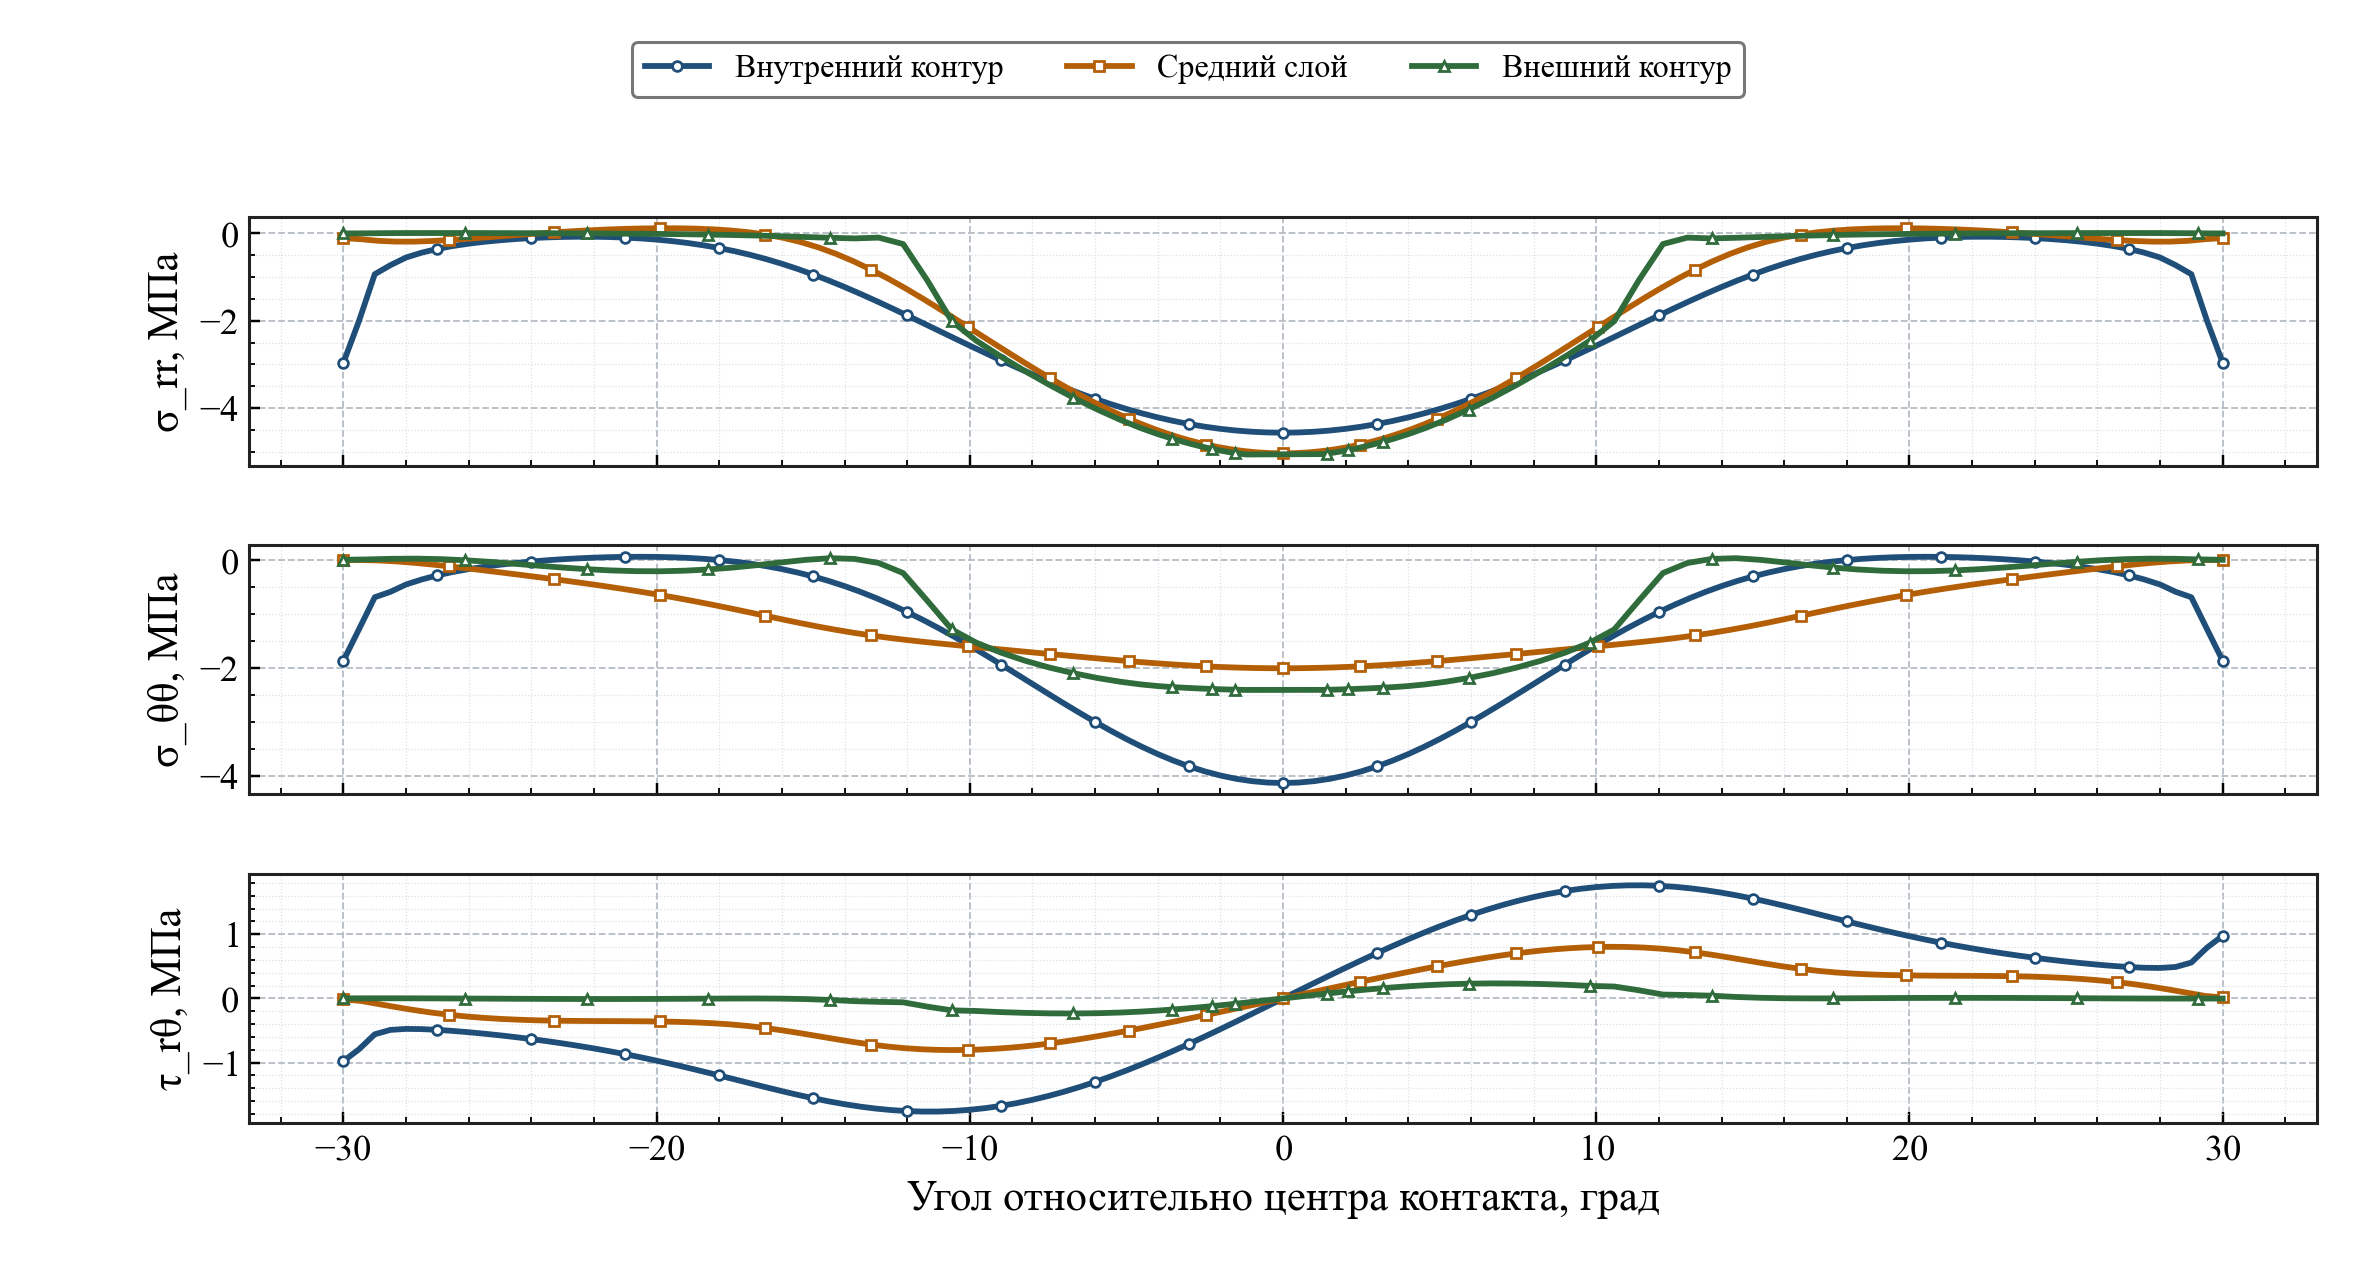 Внутренний контур Средний слой Внешний контур
σ_rr, МПа
0
−2
−4
σ_θθ, МПа
0
−2
−4
τ_rθ, МПа
1
0
−1
−30 −20 −10 0 10 20 30
Угол относительно центра контакта, град